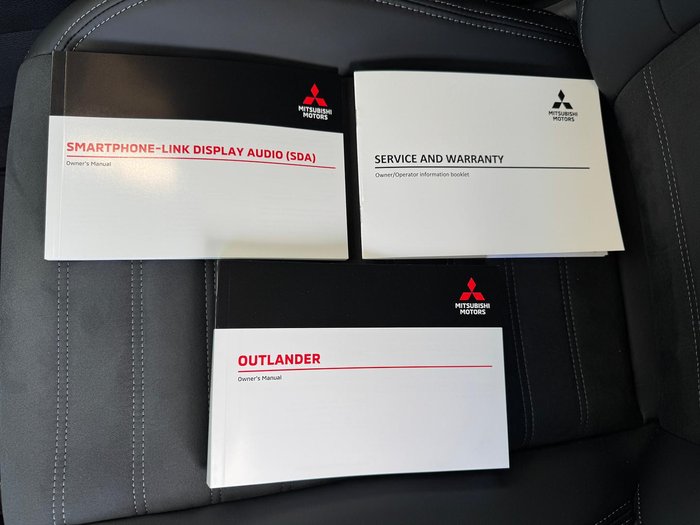 MITSUBISHI
MOTORS
SMARTPHONE-LINK DISPLAY AUDIO (SDA)
Owner's Manual
MITSUBISHI
MOTORS
SERVICE AND WARRANTY
Owner/Operator information booklet
MITSUBISHI
MOTORS
OUTLANDER
Owner's Manual